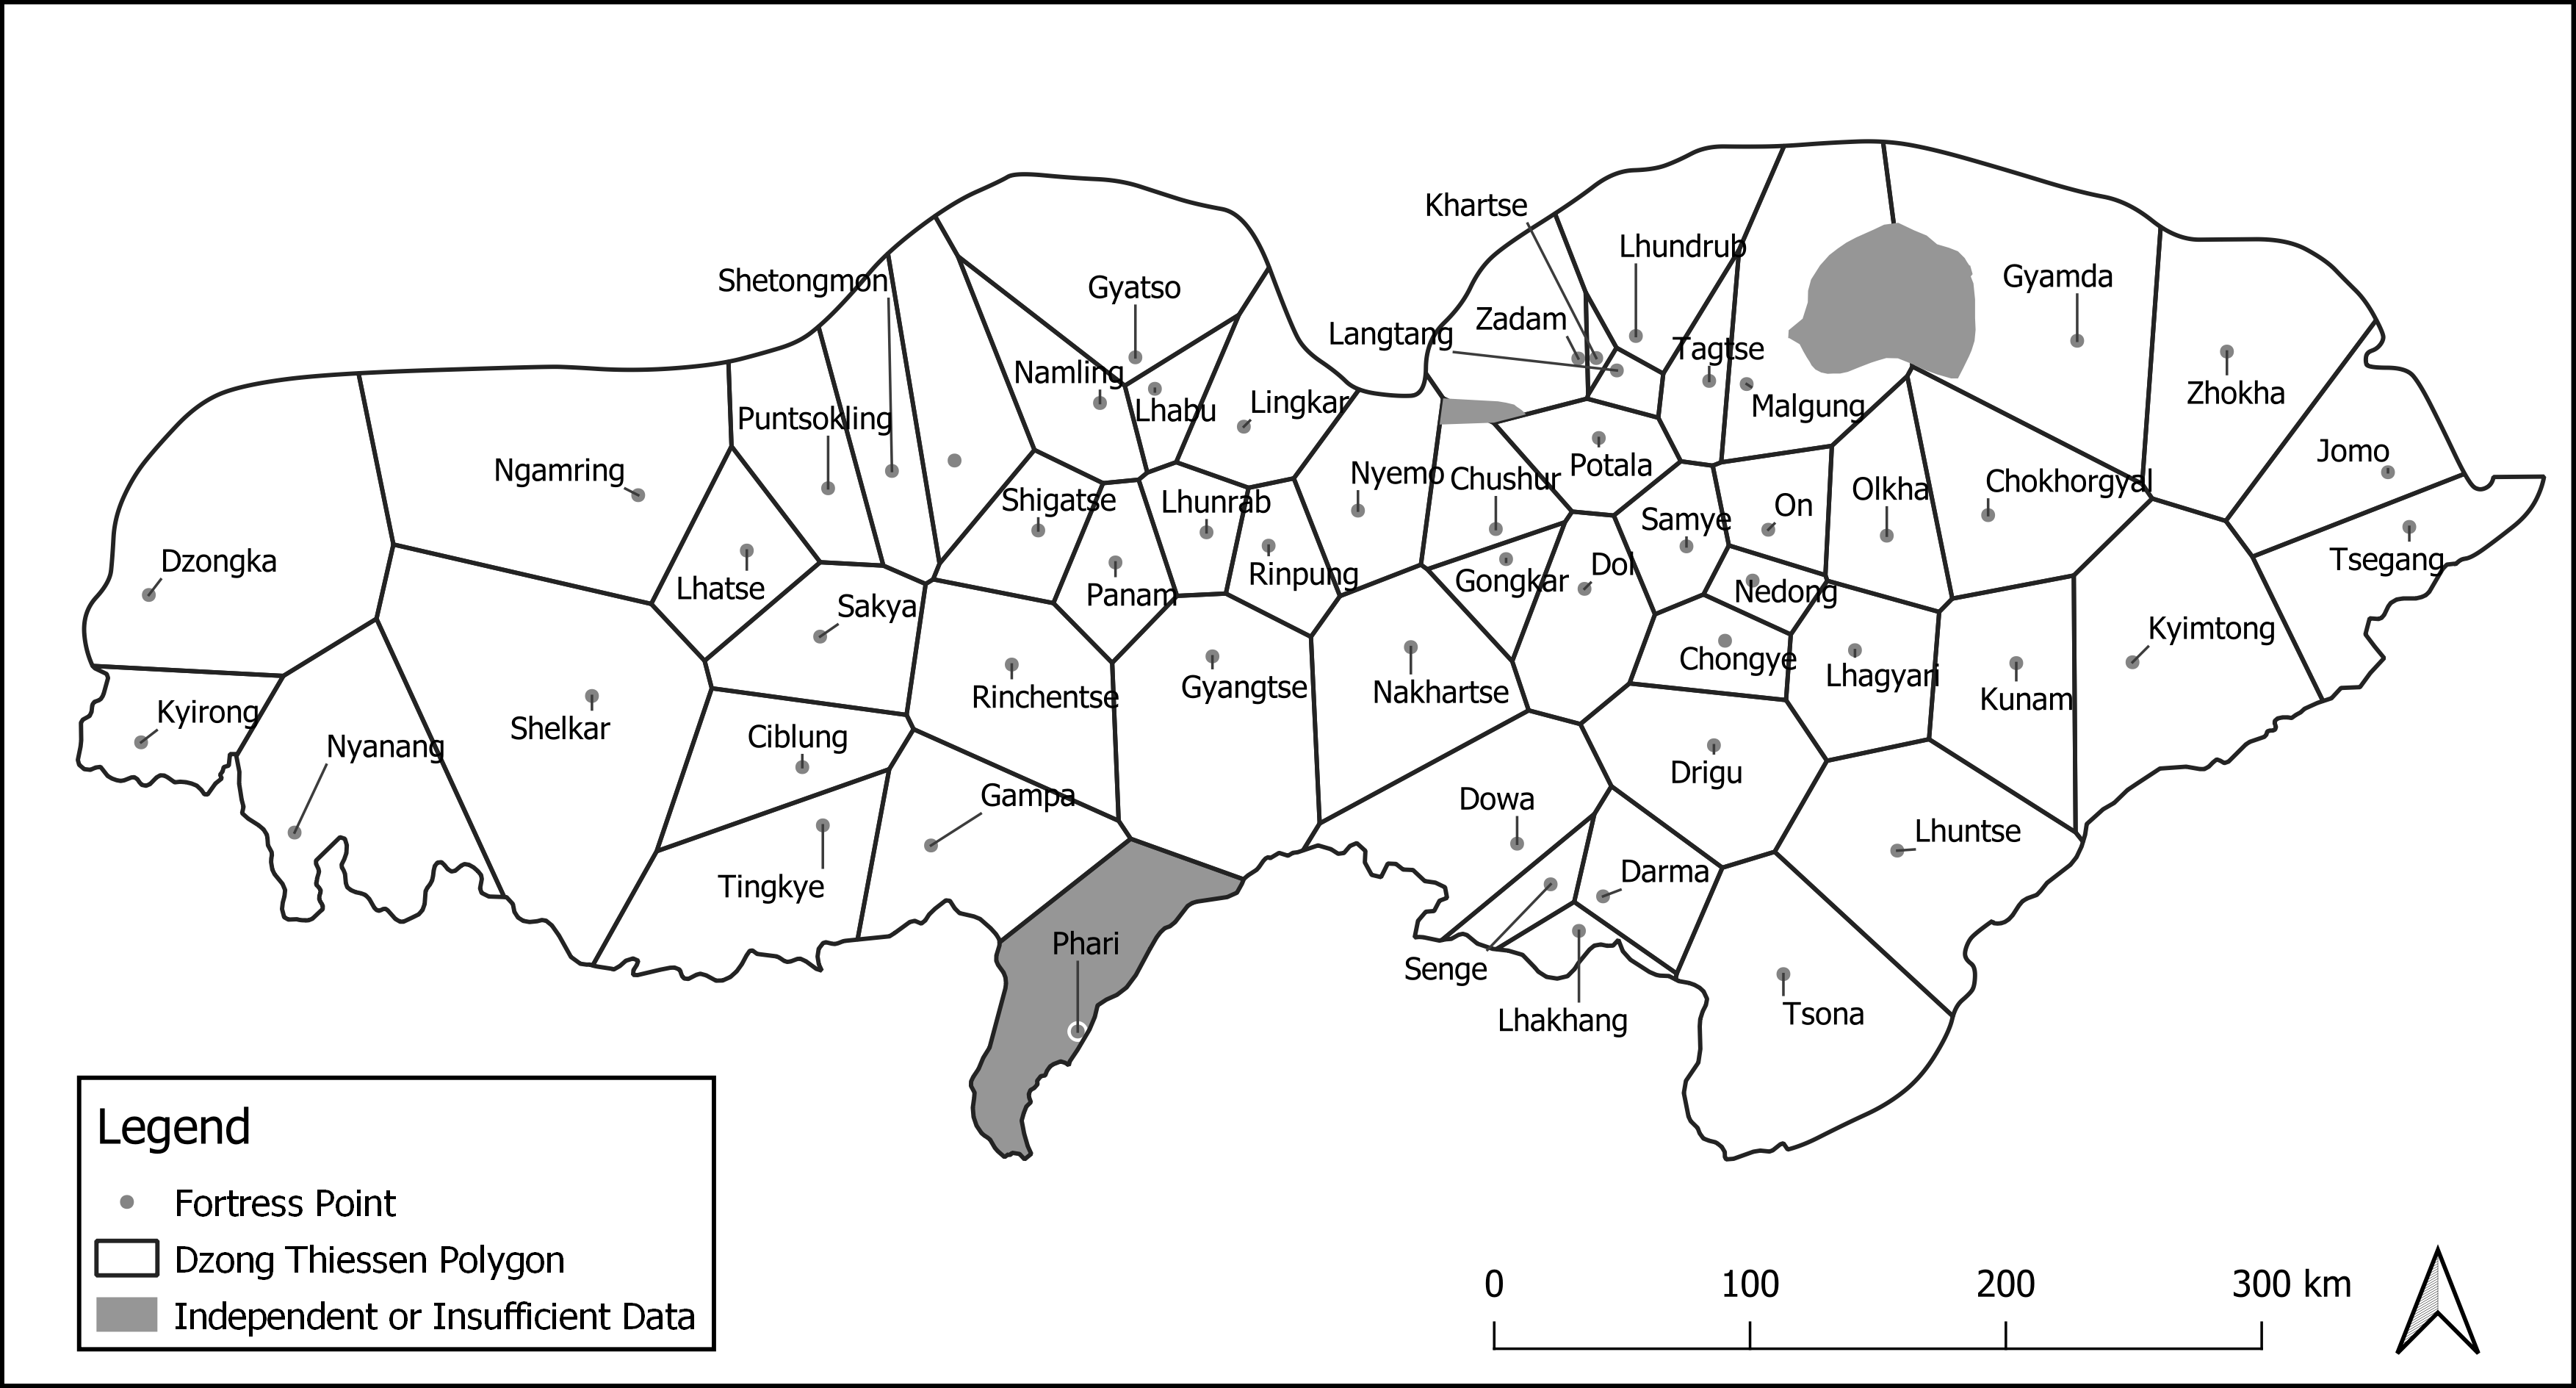 Khartse
Lhundrub
Shetongmon
Gyatso
Gyamda
Zadam
Langtang
Tagtse
Namling
Lhabu
Lingkar
Malgung
Zhokha
Puntsokling
Ngamring
Nyemo
Chushur
Potala
Jomo
Shigatse
Lhunrab
Olkha
Chokhorgyal
On
Samye
Dzongka
Lhatse
Panam
Rinpung
Gongkar
Dol
Nedong
Tsegang
Sakya
Kyimtong
Chongye
Lhagyari
Kyirong
Nyanang
Shelkar
Rinchentse
Gyangtse
Nakhartse
Kunam
Ciblung
Drigu
Gampa
Dowa
Lhuntse
Tingkye
Darma
Phari
Senge
Lhakhang
Tsona
Legend
Fortress Point
Dzong Thiessen Polygon
Independent or Insufficient Data
0 100 200 300 km